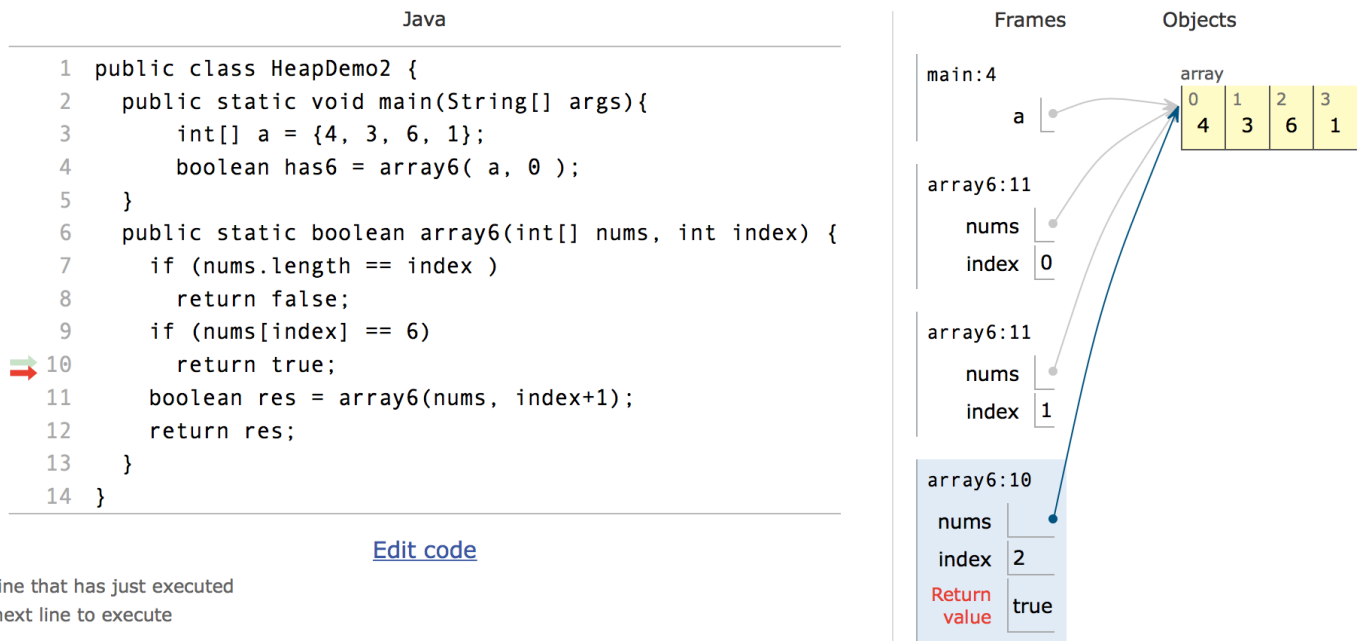 Java
1 public class HeapDemo2 {
2 public static void main(String[] args){
3 int[] a = {4, 3, 6, 1};
4 boolean has6 = array6( a, 0 );
5 }
6 public static boolean array6(int[] nums, int index) {
7 if (nums.length == index )
8 return false;
9 if (nums[index] == 6)
10 return true;
11 boolean res = array6(nums, index+1);
12 return res;
13 }
14 }
Edit code
ine that has just executed
next line to execute
Frames
Objects
main:4
a
array
0 1 2 3
4 3 6 1
array6:11
nums
index 0
array6:11
nums
index 1
array6:10
nums
index 2
Return
value true